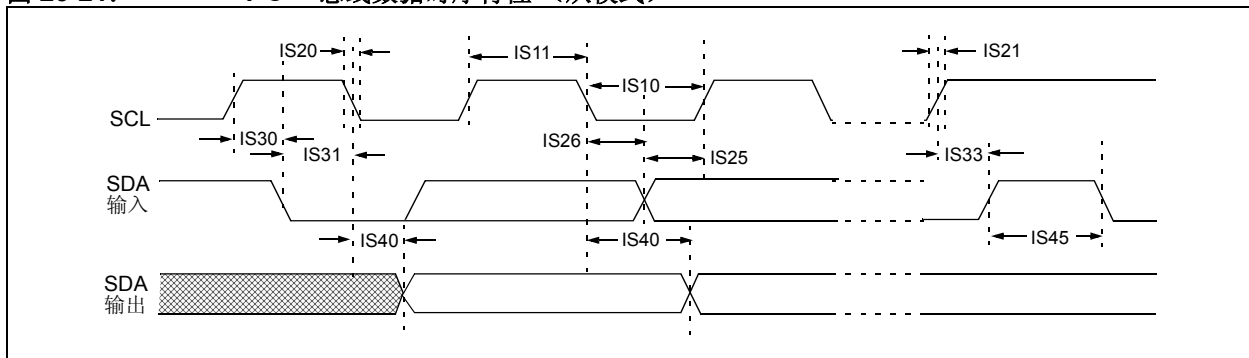 IS20
IS11
IS21
IS10
SCL
IS30
IS26
IS31
IS25
IS33
SDA
输入
IS40
IS40
IS45
SDA
输出